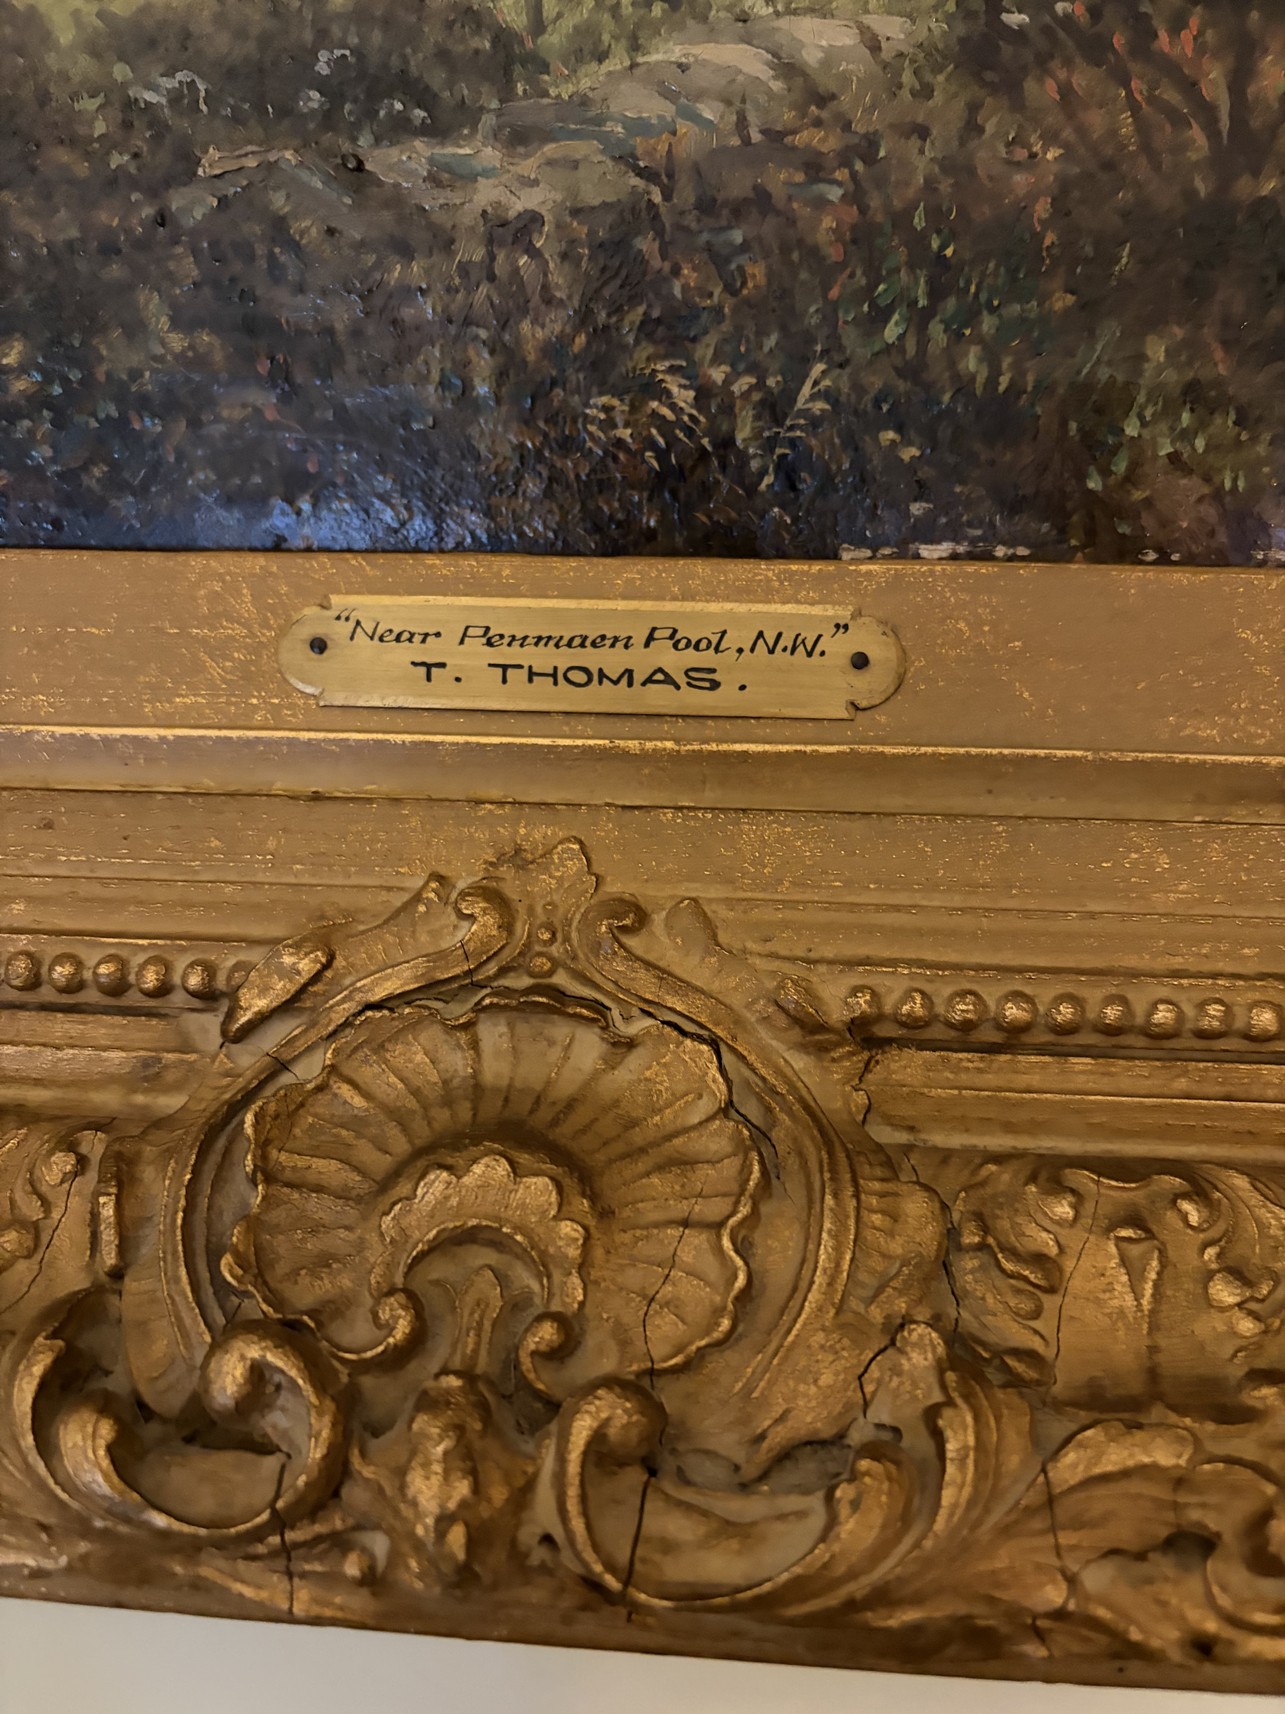 “Near Penmaen Pool, N.W.”
T. THOMAS.